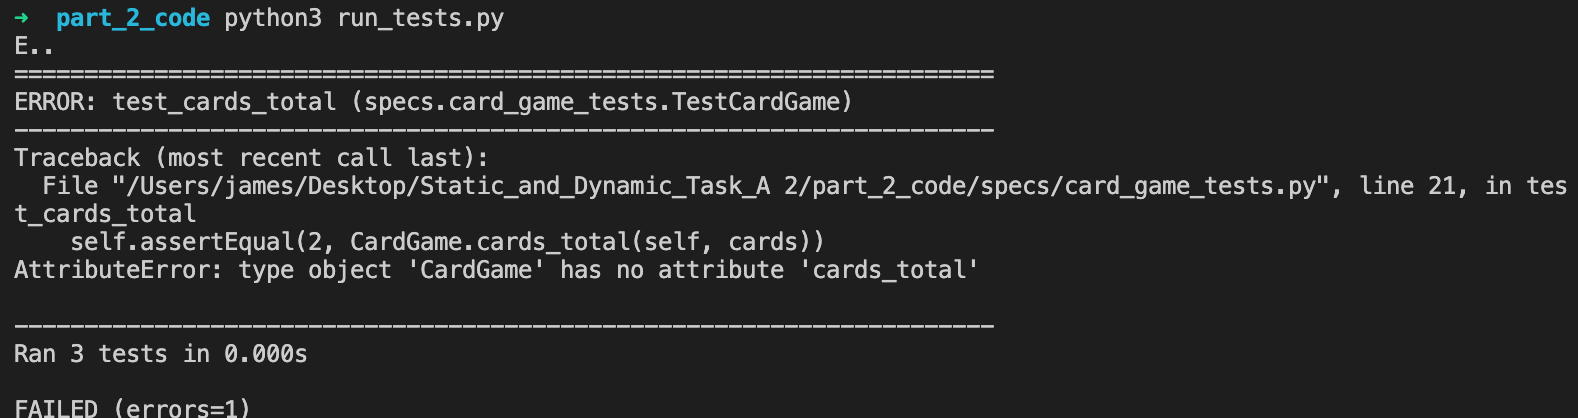 ➜  part_2_code python3 run_tests.py
E..
======================================================================
ERROR: test_cards_total (specs.card_game_tests.TestCardGame)
----------------------------------------------------------------------
Traceback (most recent call last):
  File "/Users/james/Desktop/Static_and_Dynamic_Task_A 2/part_2_code/specs/card_game_tests.py", line 21, in tes
t_cards_total
    self.assertEqual(2, CardGame.cards_total(self, cards))
AttributeError: type object 'CardGame' has no attribute 'cards_total'

----------------------------------------------------------------------
Ran 3 tests in 0.000s

FAILED (errors=1)